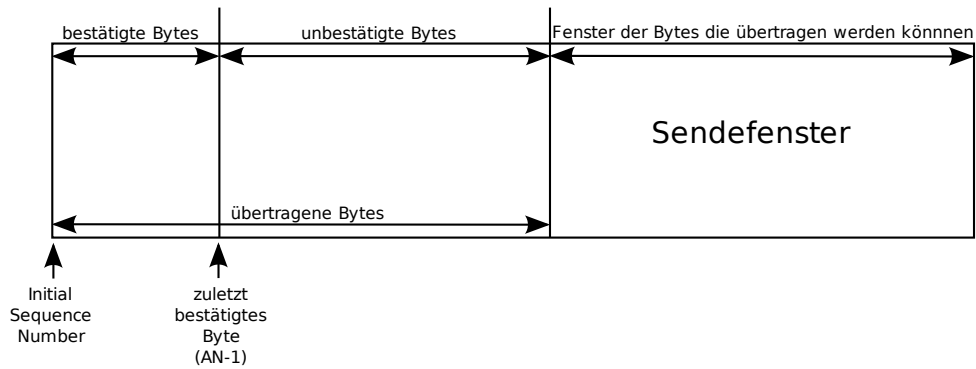 bestätigte Bytes
unbestätigte Bytes
Fenster der Bytes die übertragen werden könnnen
Sendefenster
übertragene Bytes
Initial
Sequence
Number
zuletzt
bestätigtes
Byte
(AN-1)